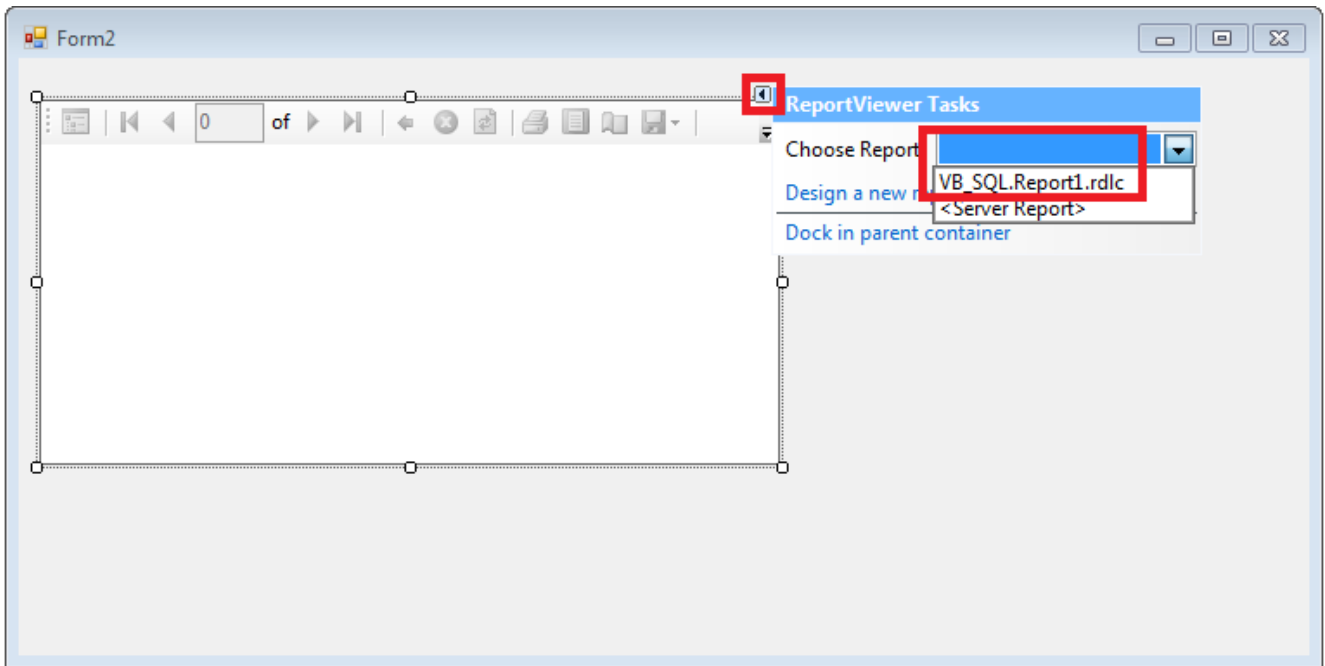 Form2
0 of
ReportViewer Tasks
Choose Report
VB_SQL.Report1.rdlc
Design a new
<Server Report>
Dock in parent container